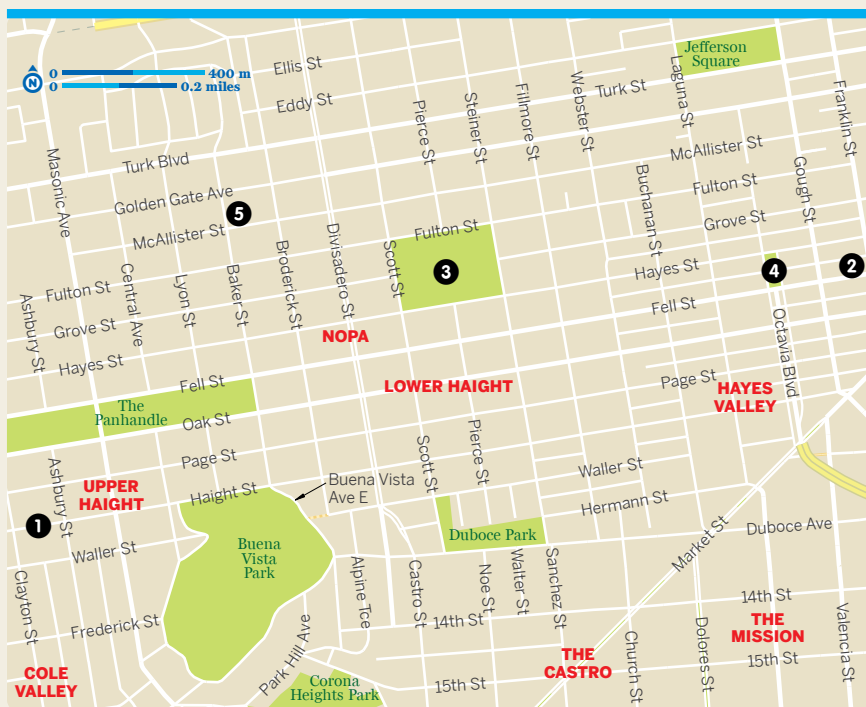 N
0 400 m
0 0.2 miles
Ellis St
Eddy St
Jefferson
Square
Masonic Ave
Pierce St
Steiner St
Fillmore St
Webster St
Turk St
Laguna St
Franklin St
Turk Blvd
Golden Gate Ave
McAllister St
McAllister St
Fulton St
Grove St
Gough St
Buchanan St
5
Fulton St
3
4
2
Hayes St
Fell St
Central Ave
Lyon St
Baker St
Broderick St
Divisadero St
Scott St
Octavia Blvd
Ashbury St
Fulton St
Grove St
Hayes St
NOPA
LOWER HAIGHT
Page St
HAYES
VALLEY
Fell St
The
Panhandle
Oak St
Page St
Haight St
Scott St
Pierce St
Waller St
Hermann St
Buena Vista
Ave E
UPPER
HAIGHT
Ashbury St
1
Waller St
Buena
Vista
Park
Duboce Park
Market St
Duboce Ave
Clayton St
Frederick St
Alpine Tce
Castro St
Noe St
Walter St
Sanchez St
14th St
14th St
Park Hill Ave
Church St
Dolores St
Valencia St
THE
MISSION
THE
CASTRO
15th St
15th St
COLE
VALLEY
Corona
Heights Park